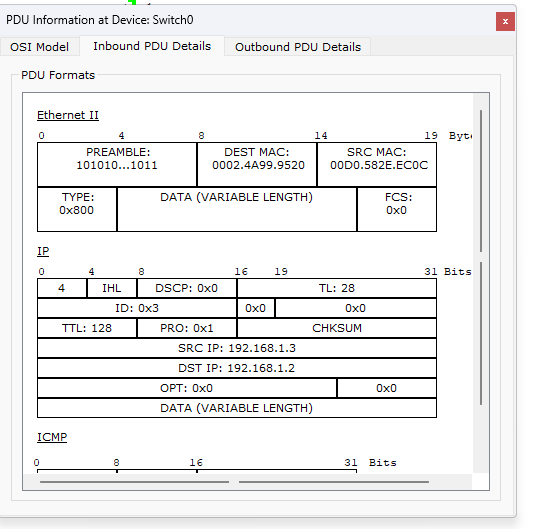 PDU Information at Device: Switch0 x
OSI Model Inbound PDU Details Outbound PDU Details
PDU Formats
Ethernet II
0 4 8 14 19 Byt
PREAMBLE: DEST MAC: SRC MAC:
101010...1011 0002.4A99.9520 00D0.582E.EC0C
TYPE: DATA (VARIABLE LENGTH) FCS:
0x800 0x0
IP
0 4 8 16 19 31 Bits
4 IHL DSCP: 0x0 TL: 28
ID: 0x3 0x0 0x0
TTL: 128 PRO: 0x1 CHKSUM
SRC IP: 192.168.1.3
DST IP: 192.168.1.2
OPT: 0x0 0x0
DATA (VARIABLE LENGTH)
ICMP
0 8 16 31 Bits